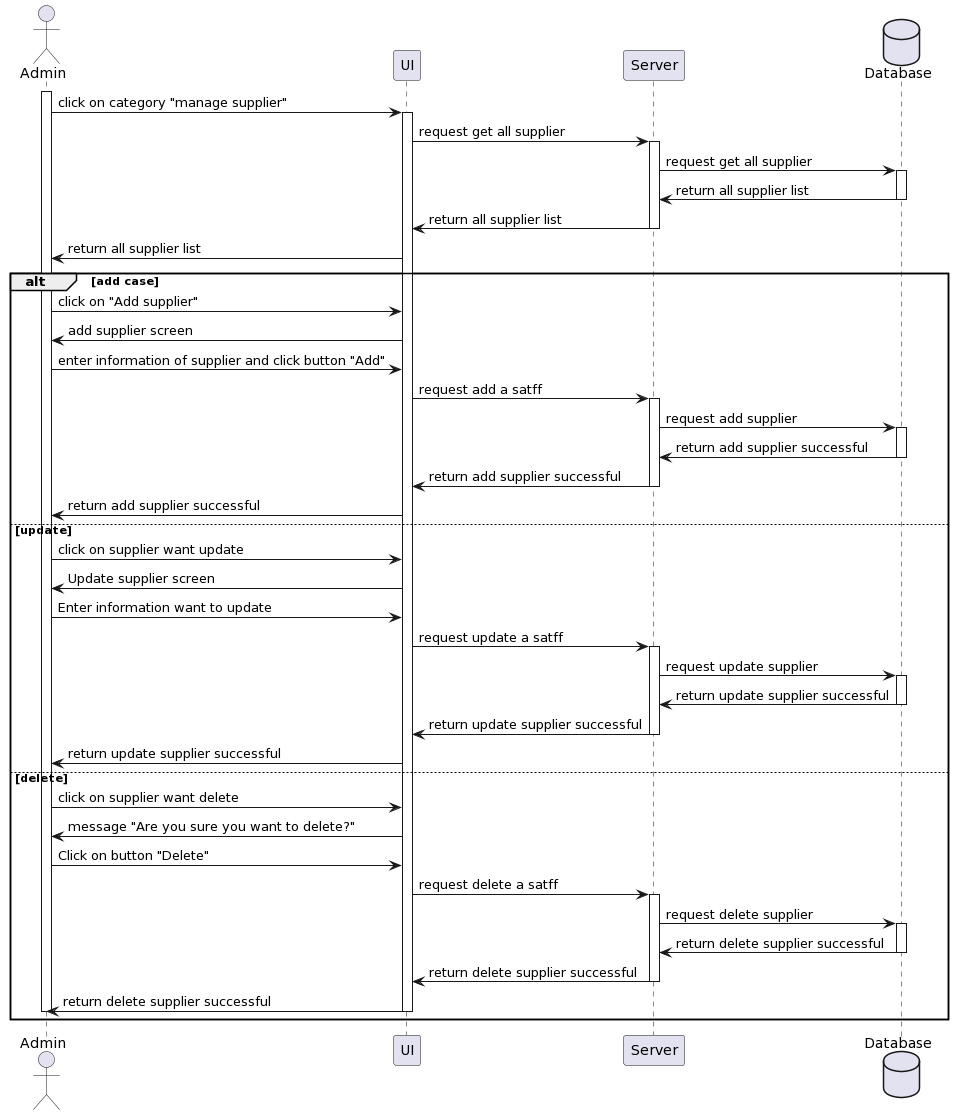 Admin
UI
Server
Database
click on category "manage supplier"
request get all supplier
request get all supplier
return all supplier list
return all supplier list
return all supplier list
alt
[add case]
click on "Add supplier"
add supplier screen
enter information of supplier and click button "Add"
request add a satff
request add supplier
return add supplier successful
return add supplier successful
return add supplier successful
[update]
click on supplier want update
Update supplier screen
Enter information want to update
request update a satff
request update supplier
return update supplier successful
return update supplier successful
return update supplier successful
[delete]
click on supplier want delete
message "Are you sure you want to delete?"
Click on button "Delete"
request delete a satff
request delete supplier
return delete supplier successful
return delete supplier successful
return delete supplier successful
Admin
UI
Server
Database